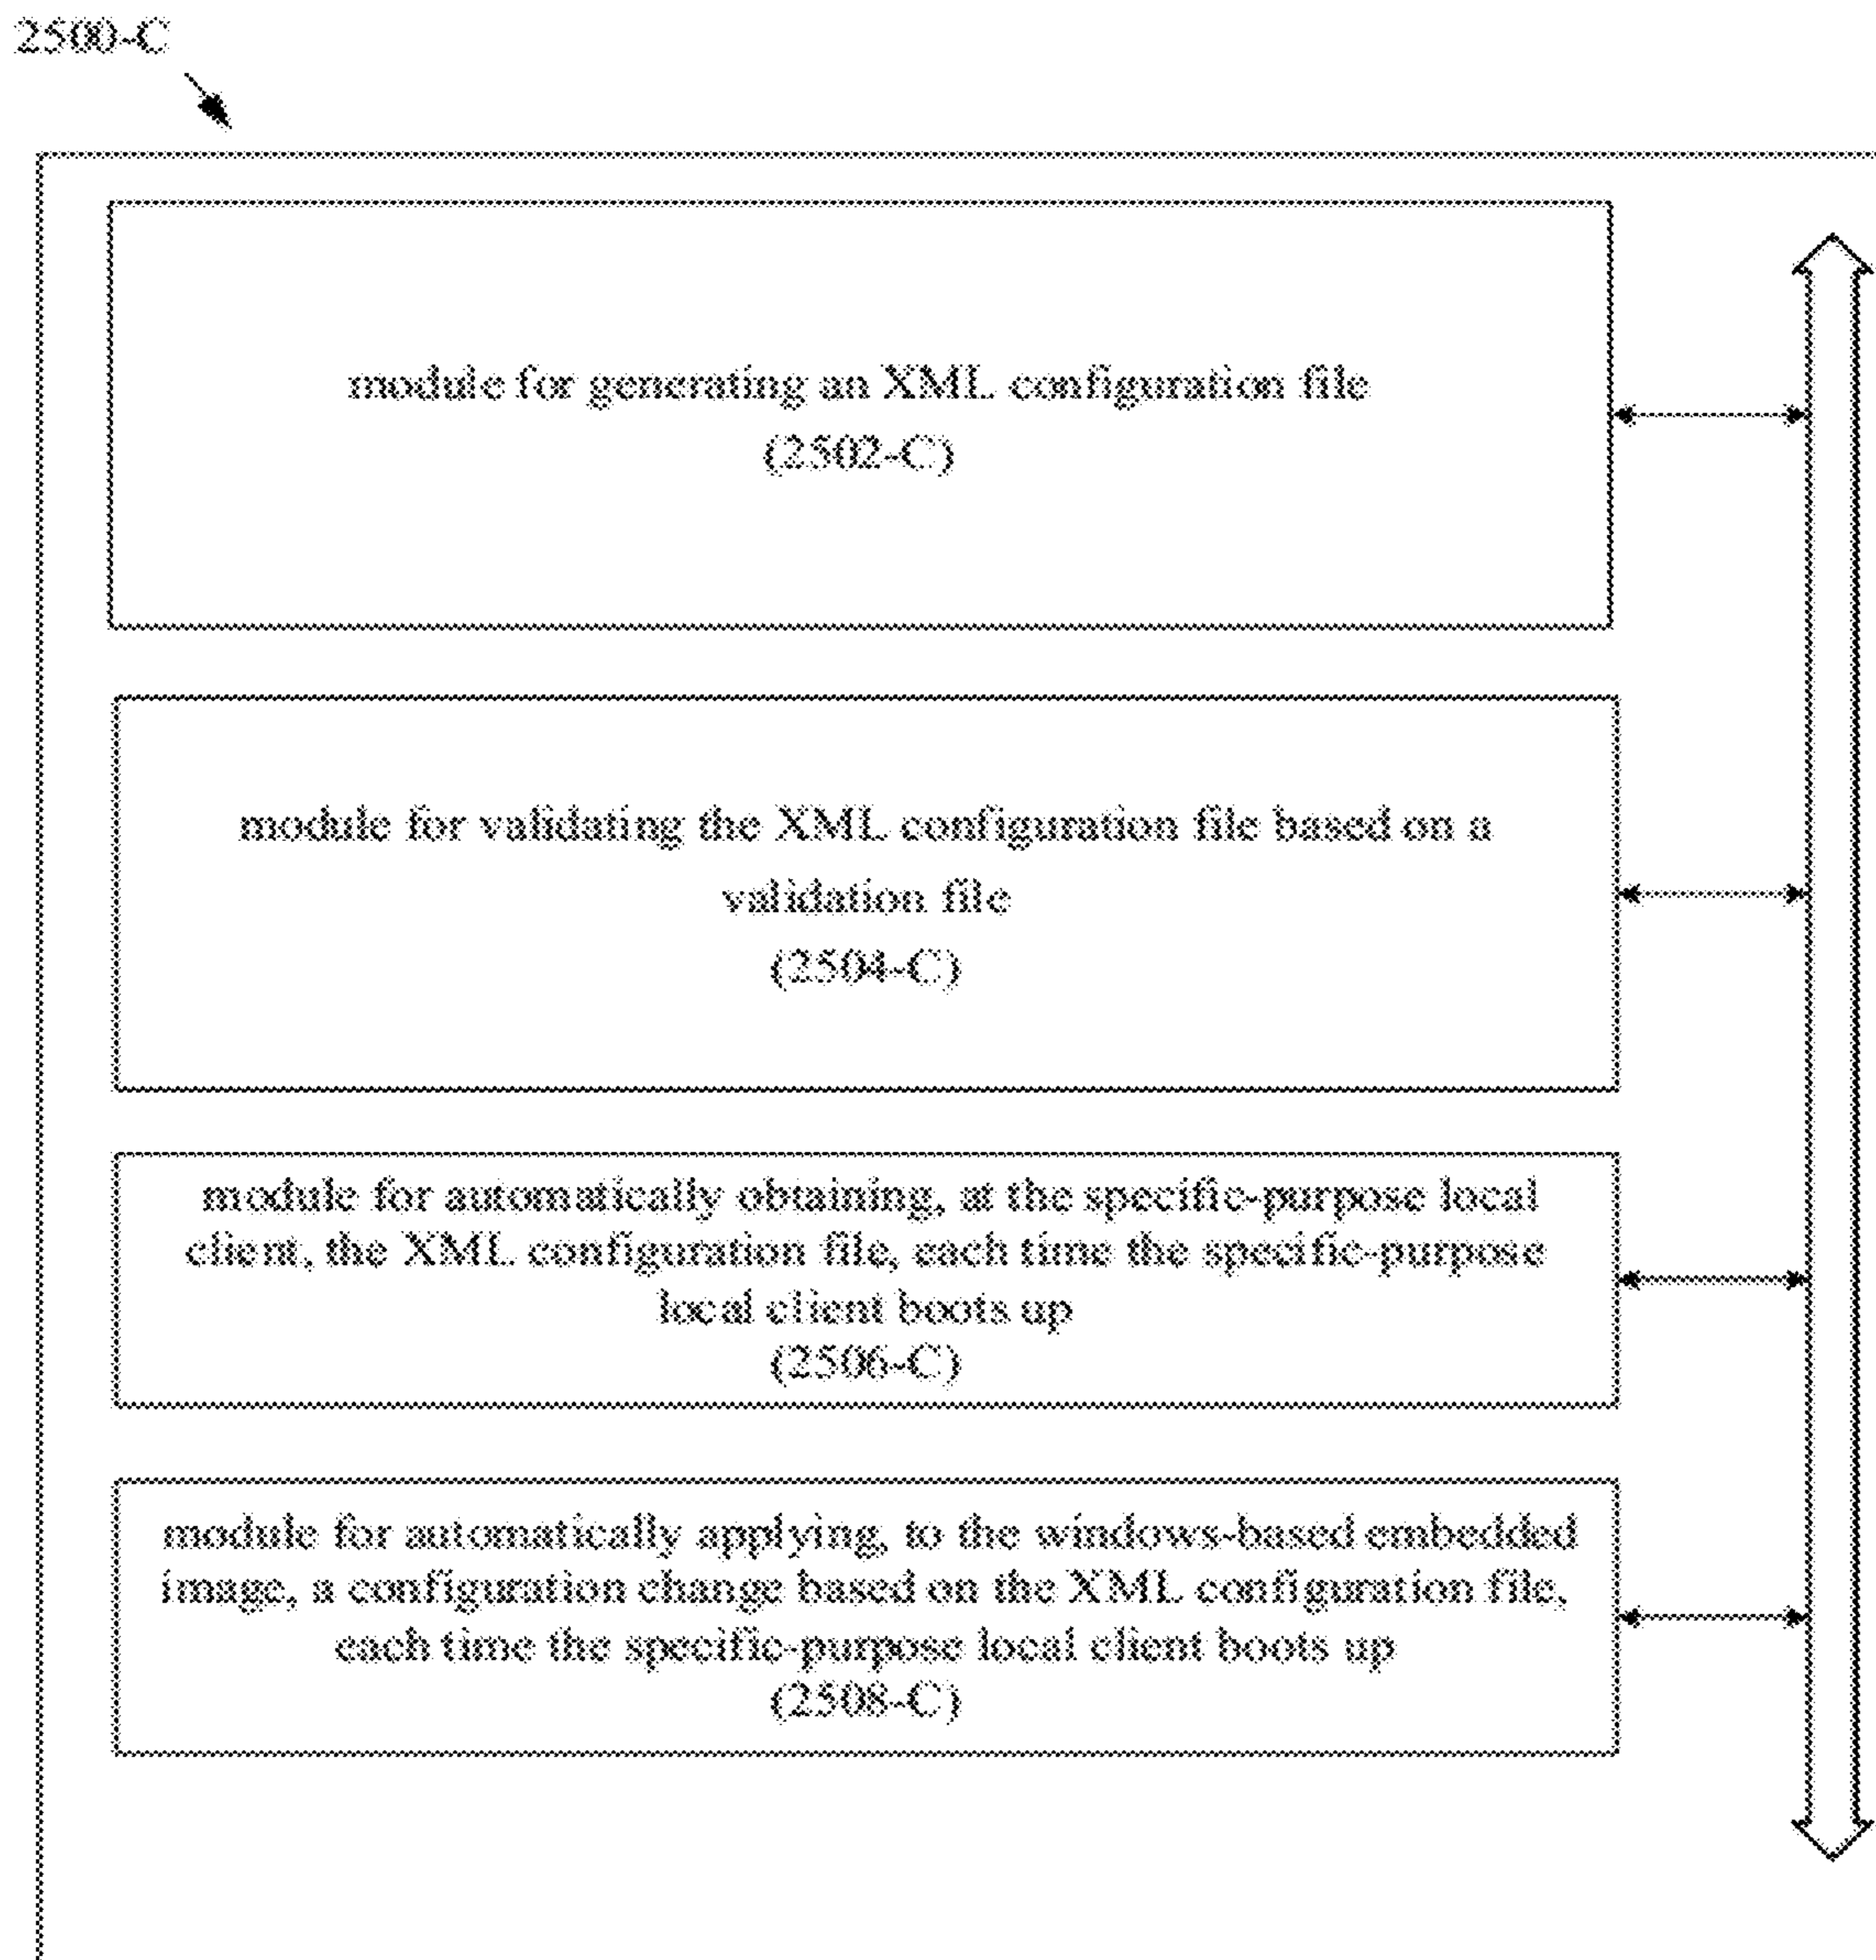 2500-C
module for generating an XML configuration file
(2502-C)
module for validating the XML configuration file based on a
validation file
(2504-C)
module for automatically obtaining, at the specific-purpose local
client, the XML configuration file, each time the specific-purpose
local client boots up
(2506-C)
module for automatically applying, to the windows-based embedded
image, a configuration change based on the XML configuration file,
each time the specific-purpose local client boots up
(2508-C)